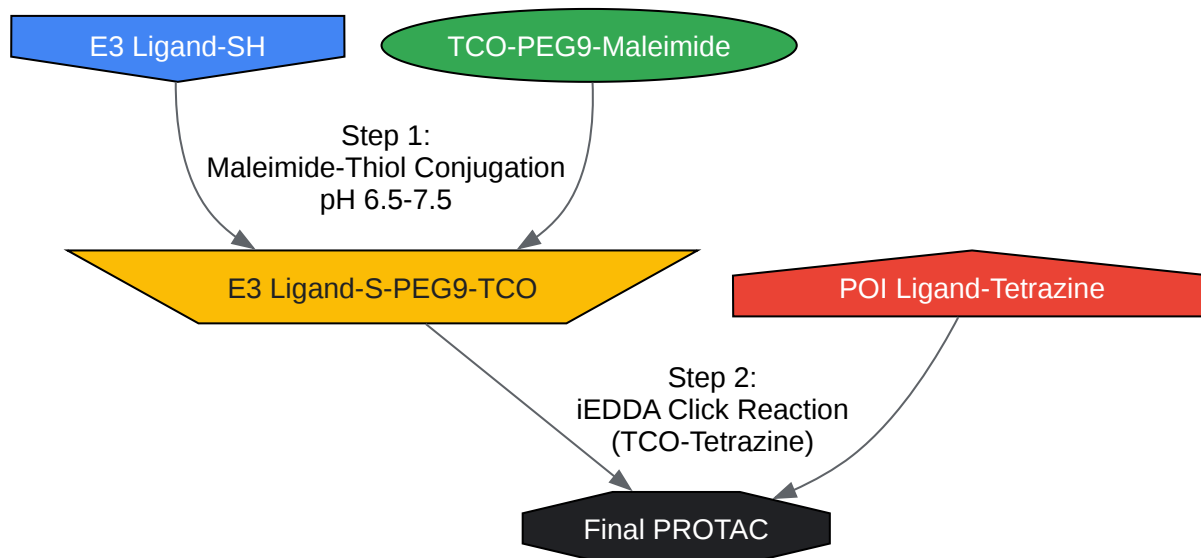 E3 Ligand-SH
TCO-PEG9-Maleimide
Step 1:
Maleimide-Thiol Conjugation
pH 6.5-7.5
E3 Ligand-S-PEG9-TCO
POI Ligand-Tetrazine
Step 2:
iEDDA Click Reaction
(TCO-Tetrazine)
Final PROTAC